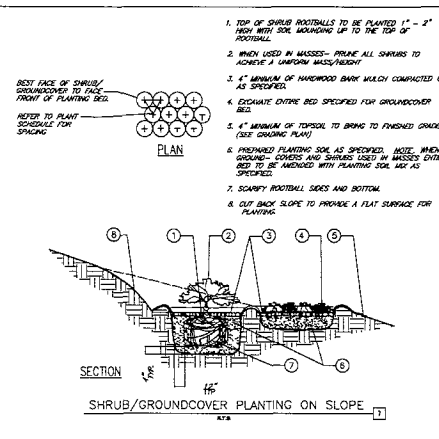 1. TOP OF SHRUB ROOTBALLS TO BE PLANTED 1" - 2"
HIGH WITH SOIL MOUNDING UP TO THE TOP OF
ROOTBALL.
2. WHEN USED IN MASSES- PRUNE ALL SHRUBS TO
ACHIEVE A UNIFORM MASS/HEIGHT
3. 4" MINIMUM OF HARDWOOD BARK MULCH COMPACTED
AS SPECIFIED.
4. EXCAVATE ENTIRE BED SPECIFIED FOR GROUNDCOVER
BED.
5. 4" MINIMUM OF TOPSOIL TO BRING TO FINISHED GRADE
(SEE GRADING PLAN)
6. PREPARED PLANTING SOIL AS SPECIFIED. NOTE: WHEN
GROUND- COVERS AND SHRUBS USED IN MASSES ENTI
BED TO BE AMENDED WITH PLANTING SOIL MIX AS
SPECIFIED.
7. SCARIFY ROOTBALL SIDES AND BOTTOM.
8. CUT BACK SLOPE TO PROVIDE A FLAT SURFACE FOR
PLANTING.
BEST FACE OF SHRUB/
GROUNDCOVER TO FACE
FRONT OF PLANTING BED.
REFER TO PLANT
SCHEDULE FOR
SPACING
PLAN
8 1 2 3 4 5
7 6
SECTION
4" TYP.
12" TYP
SHRUB/GROUNDCOVER PLANTING ON SLOPE
N.T.S.